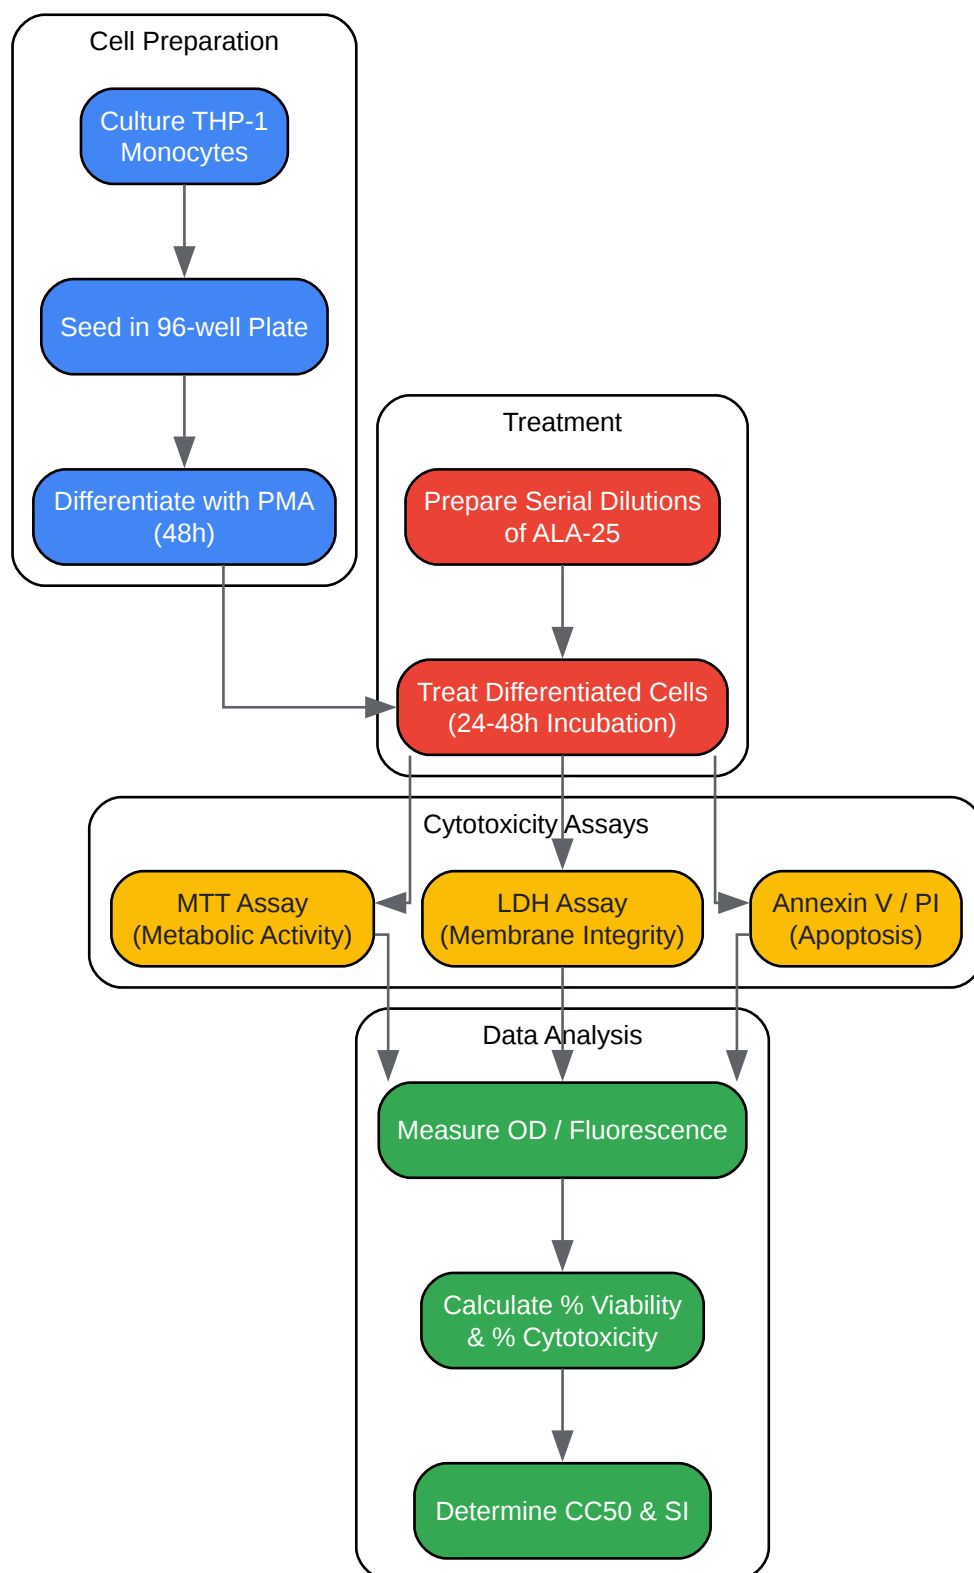 Cell Preparation
Culture THP-1
Monocytes
Seed in 96-well Plate
Differentiate with PMA
(48h)
Treatment
Prepare Serial Dilutions
of ALA-25
Treat Differentiated Cells
(24-48h Incubation)
Cytotoxicity Assays
MTT Assay
(Metabolic Activity)
LDH Assay
(Membrane Integrity)
Annexin V / PI
(Apoptosis)
Data Analysis
Measure OD / Fluorescence
Calculate % Viability
& % Cytotoxicity
Determine CC50 & SI